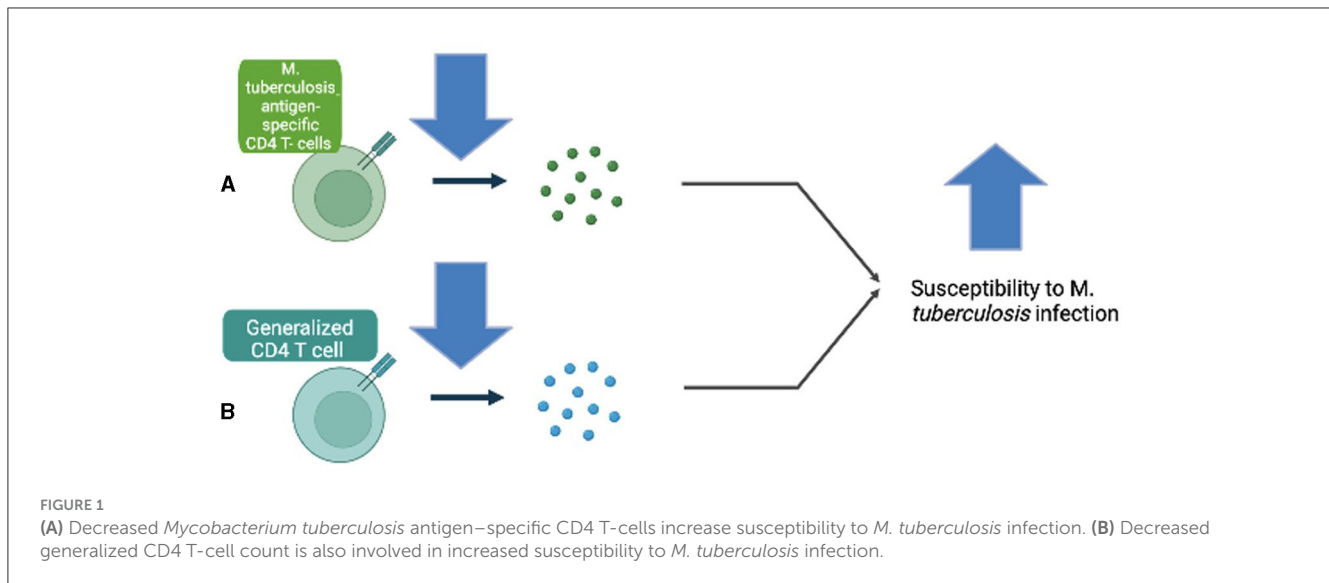 M.
tuberculosis_
antigen-
specific
CD4 T- cells
A
Generalized
CD4 T cell
B
Susceptibility to M.
tuberculosis infection
FIGURE 1
(A) Decreased Mycobacterium tuberculosis antigen–specific CD4 T-cells increase susceptibility to M. tuberculosis infection. (B) Decreased
generalized CD4 T-cell count is also involved in increased susceptibility to M. tuberculosis infection.